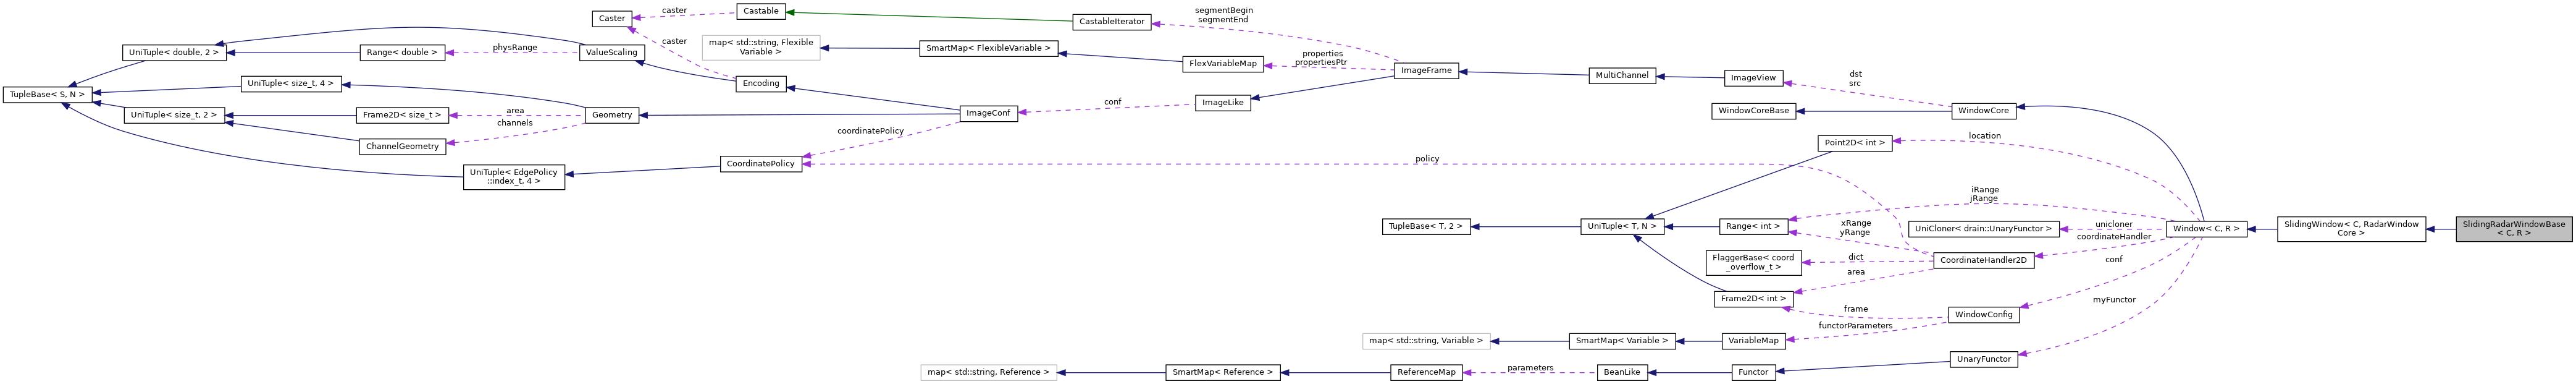 Caster
caster
Castable
CastableIterator
segmentBegin
segmentEnd
UniTuple< double, 2 >
Range< double >
physRange
ValueScaling
caster
map< std::string, Flexible
Variable >
SmartMap< FlexibleVariable >
FlexVariableMap
properties
propertiesPtr
ImageFrame
MultiChannel
ImageView
dst
src
TupleBase< S, N >
UniTuple< size_t, 4 >
Encoding
ImageLike
conf
ImageConf
UniTuple< size_t, 2 >
Frame2D< size_t >
area
channels
Geometry
WindowCoreBase
WindowCore
ChannelGeometry
coordinatePolicy
CoordinatePolicy
UniTuple< EdgePolicy
::index_t, 4 >
policy
Point2D< int >
location
iRange
jRange
TupleBase< T, 2 >
UniTuple< T, N >
Range< int >
xRange
yRange
UniCloner< drain::UnaryFunctor >
unicloner
coordinateHandler
Window< C, R >
SlidingWindow< C, RadarWindow
Core >
SlidingRadarWindowBase
< C, R >
FlaggerBase< coord
_overflow_t >
dict
area
CoordinateHandler2D
conf
Frame2D< int >
frame
WindowConfig
myFunctor
functorParameters
map< std::string, Variable >
SmartMap< Variable >
VariableMap
UnaryFunctor
map< std::string, Reference >
SmartMap< Reference >
ReferenceMap
parameters
BeanLike
Functor